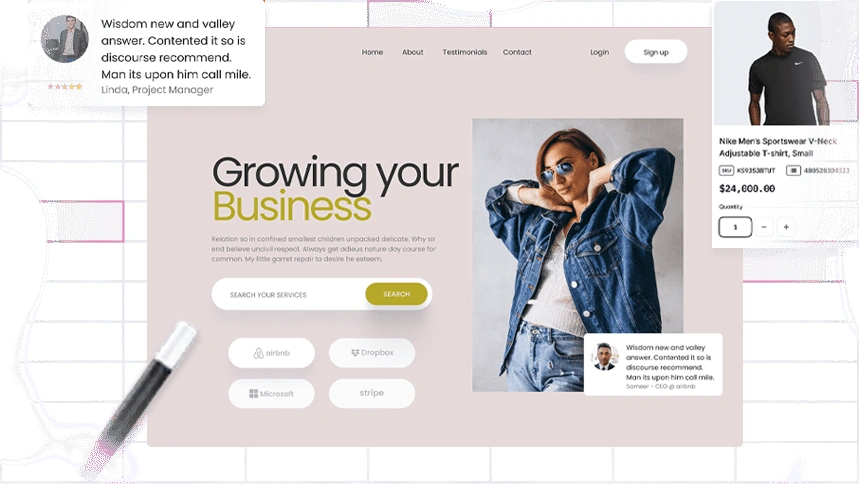 Wisdom new and valley
answer. Contented it so is
discourse recommend.
Man its upon him call mile.
Linda, Project Manager
Home About Testimonials Contact Login Sign up
Growing your
Business
Relation so in confined smallest children unpacked delicate. Why sir
end believe uncivil respect. Always get adieus nature day course for
common. My little garret repair to desire he esteem.
SEARCH YOUR SERVICES SEARCH
airbnb Dropbox
Microsoft stripe
Wisdom new and valley
answer. Contented it so is
discourse recommend.
Man its upon him call mile.
Sameer - CEO @ airbnb
Nike Men's Sportswear V-Neck
Adjustable T-shirt, Small
SKU
$24,000.00
Quantity
1 - +